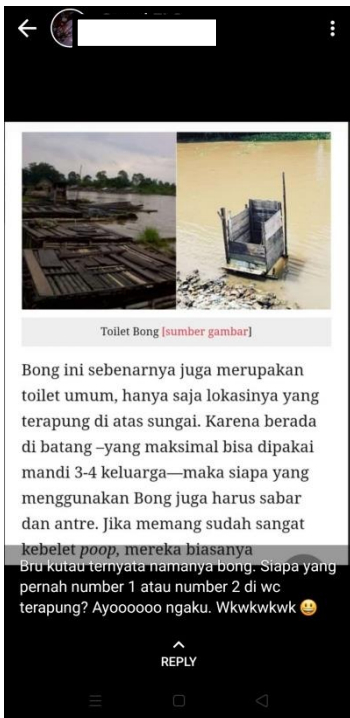 Toilet Bong [sumber gambar]
Bong ini sebenarnya juga merupakan
toilet umum, hanya saja lokasinya yang
terapung di atas sungai. Karena berada
di batang –yang maksimal bisa dipakai
mandi 3-4 keluarga—maka siapa yang
menggunakan Bong juga harus sabar
dan antre. Jika memang sudah sangat
kebelet poop, mereka biasanya
Bru kutau ternyata namanya bong. Siapa yang
pernah number 1 atau number 2 di wc
terapung? Ayoooooo ngaku. Wkwkwkwk 😃
REPLY